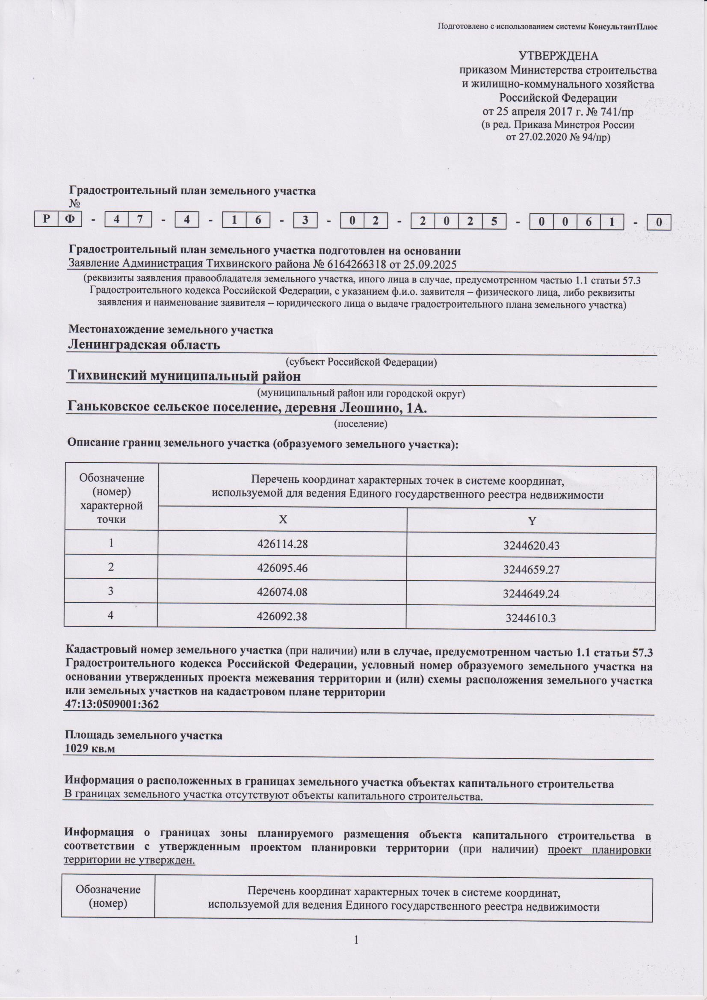 Подготовлено с использованием системы КонсультантПлюс
УТВЕРЖДЕНА
приказом Министерства строительства
и жилищно-коммунального хозяйства
Российской Федерации
от 25 апреля 2017 г. № 741/пр
(в ред. Приказа Минстроя России
от 27.02.2020 № 94/пр)
Градостроительный план земельного участка
№
Р Ф - 4 7 - 4 - 1 6 - 3 - 0 2 - 2 0 2 5 - 0 0 6 1 - 0
Градостроительный план земельного участка подготовлен на основании
Заявление Администрация Тихвинского района № 6164266318 от 25.09.2025
(реквизиты заявления правообладателя земельного участка, иного лица в случае, предусмотренном частью 1.1 статьи 57.3
Градостроительного кодекса Российской Федерации, с указанием ф.и.о. заявителя – физического лица, либо реквизиты
заявления и наименование заявителя – юридического лица о выдаче градостроительного плана земельного участка)
Местонахождение земельного участка
Ленинградская область
(субъект Российской Федерации)
Тихвинский муниципальный район
(муниципальный район или городской округ)
Ганьковское сельское поселение, деревня Леошино, 1А.
(поселение)
Описание границ земельного участка (образуемого земельного участка):
Обозначение
(номер)
характерной
точки
Перечень координат характерных точек в системе координат,
используемой для ведения Единого государственного реестра недвижимости
X Y
1 426114.28 3244620.43
2 426095.46 3244659.27
3 426074.08 3244649.24
4 426092.38 3244610.3
Кадастровый номер земельного участка (при наличии) или в случае, предусмотренном частью 1.1 статьи 57.3
Градостроительного кодекса Российской Федерации, условный номер образуемого земельного участка на
основании утвержденных проекта межевания территории и (или) схемы расположения земельного участка
или земельных участков на кадастровом плане территории
47:13:0509001:362
Площадь земельного участка
1029 кв.м
Информация о расположенных в границах земельного участка объектах капитального строительства
В границах земельного участка отсутствуют объекты капитального строительства.
Информация о границах зоны планируемого размещения объекта капитального строительства в
соответствии с утвержденным проектом планировки территории (при наличии) проект планировки
территории не утвержден.
Обозначение
(номер)
Перечень координат характерных точек в системе координат,
используемой для ведения Единого государственного реестра недвижимости
1